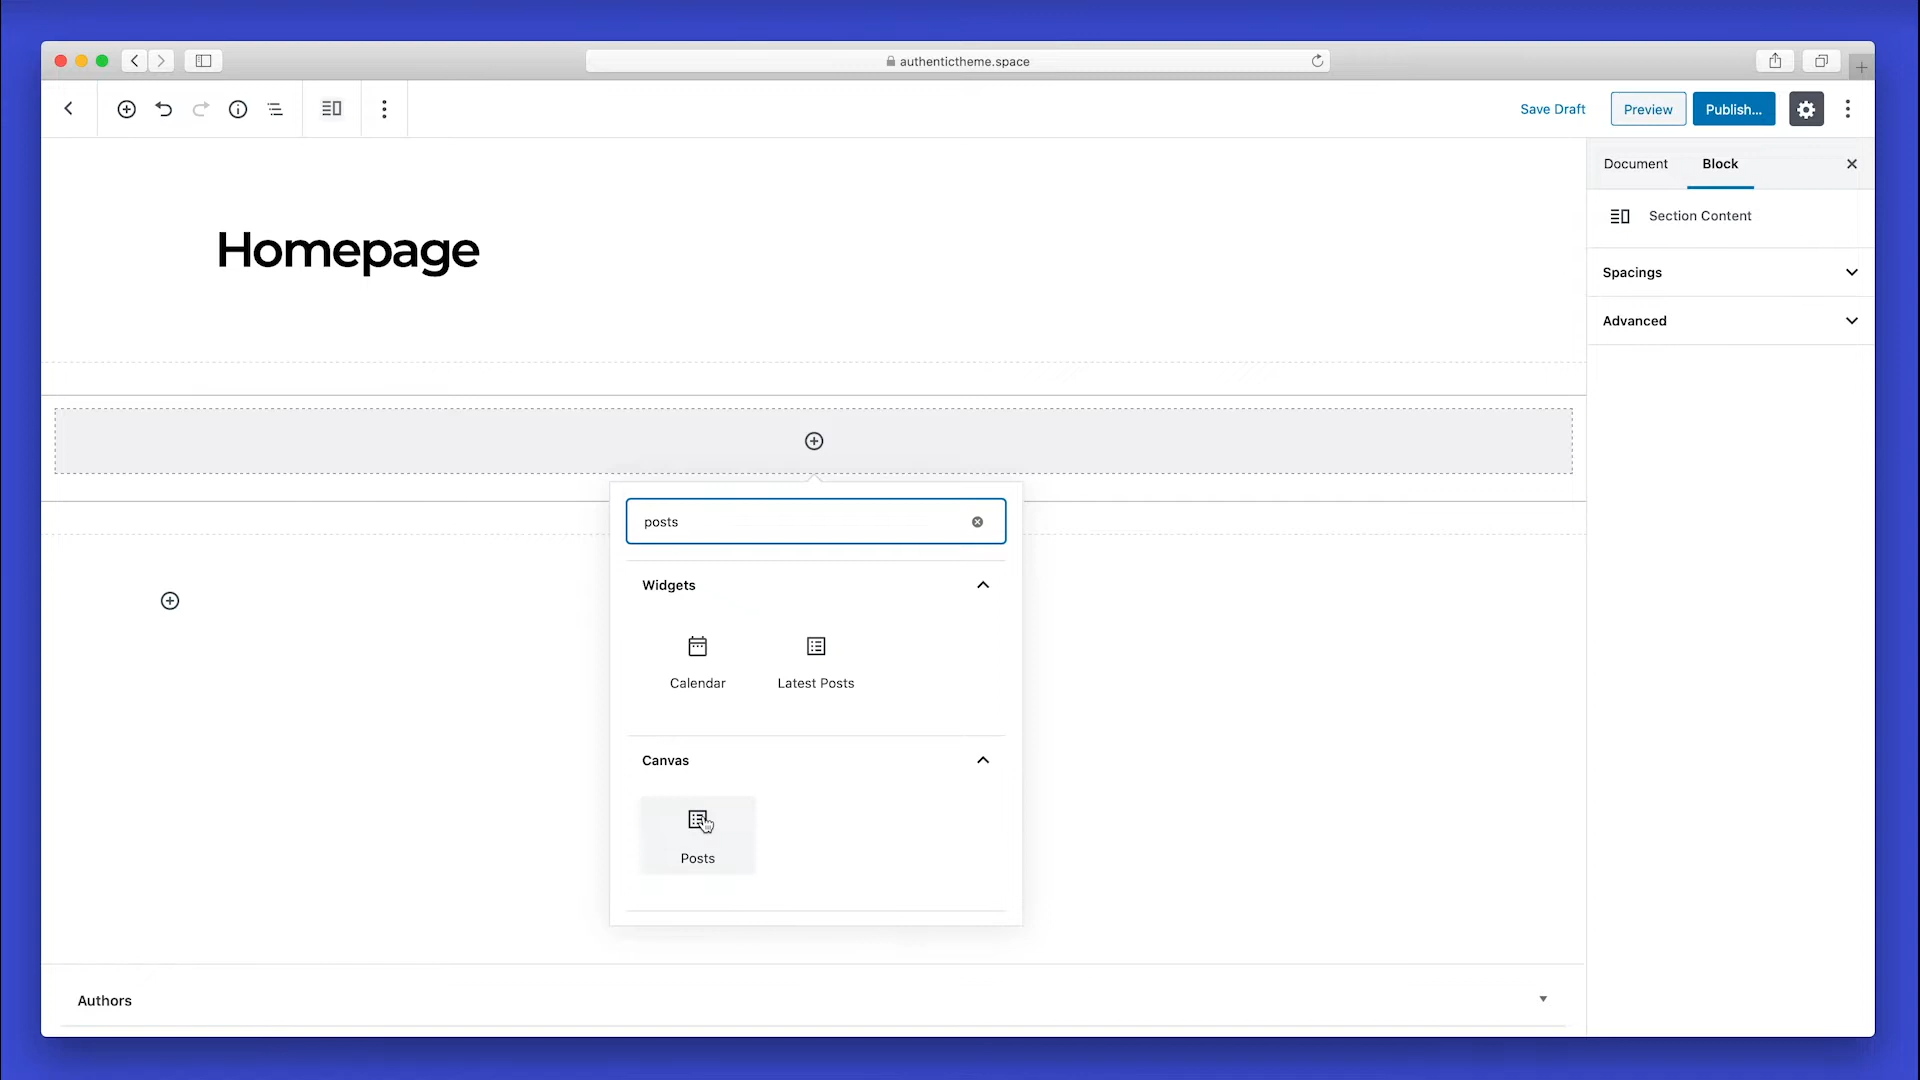 authentictheme.space
Save Draft
Preview
Publish...
Document
Block
Section Content
Spacings
Advanced
Homepage
posts
Widgets
Calendar
Latest Posts
Canvas
Posts
Authors